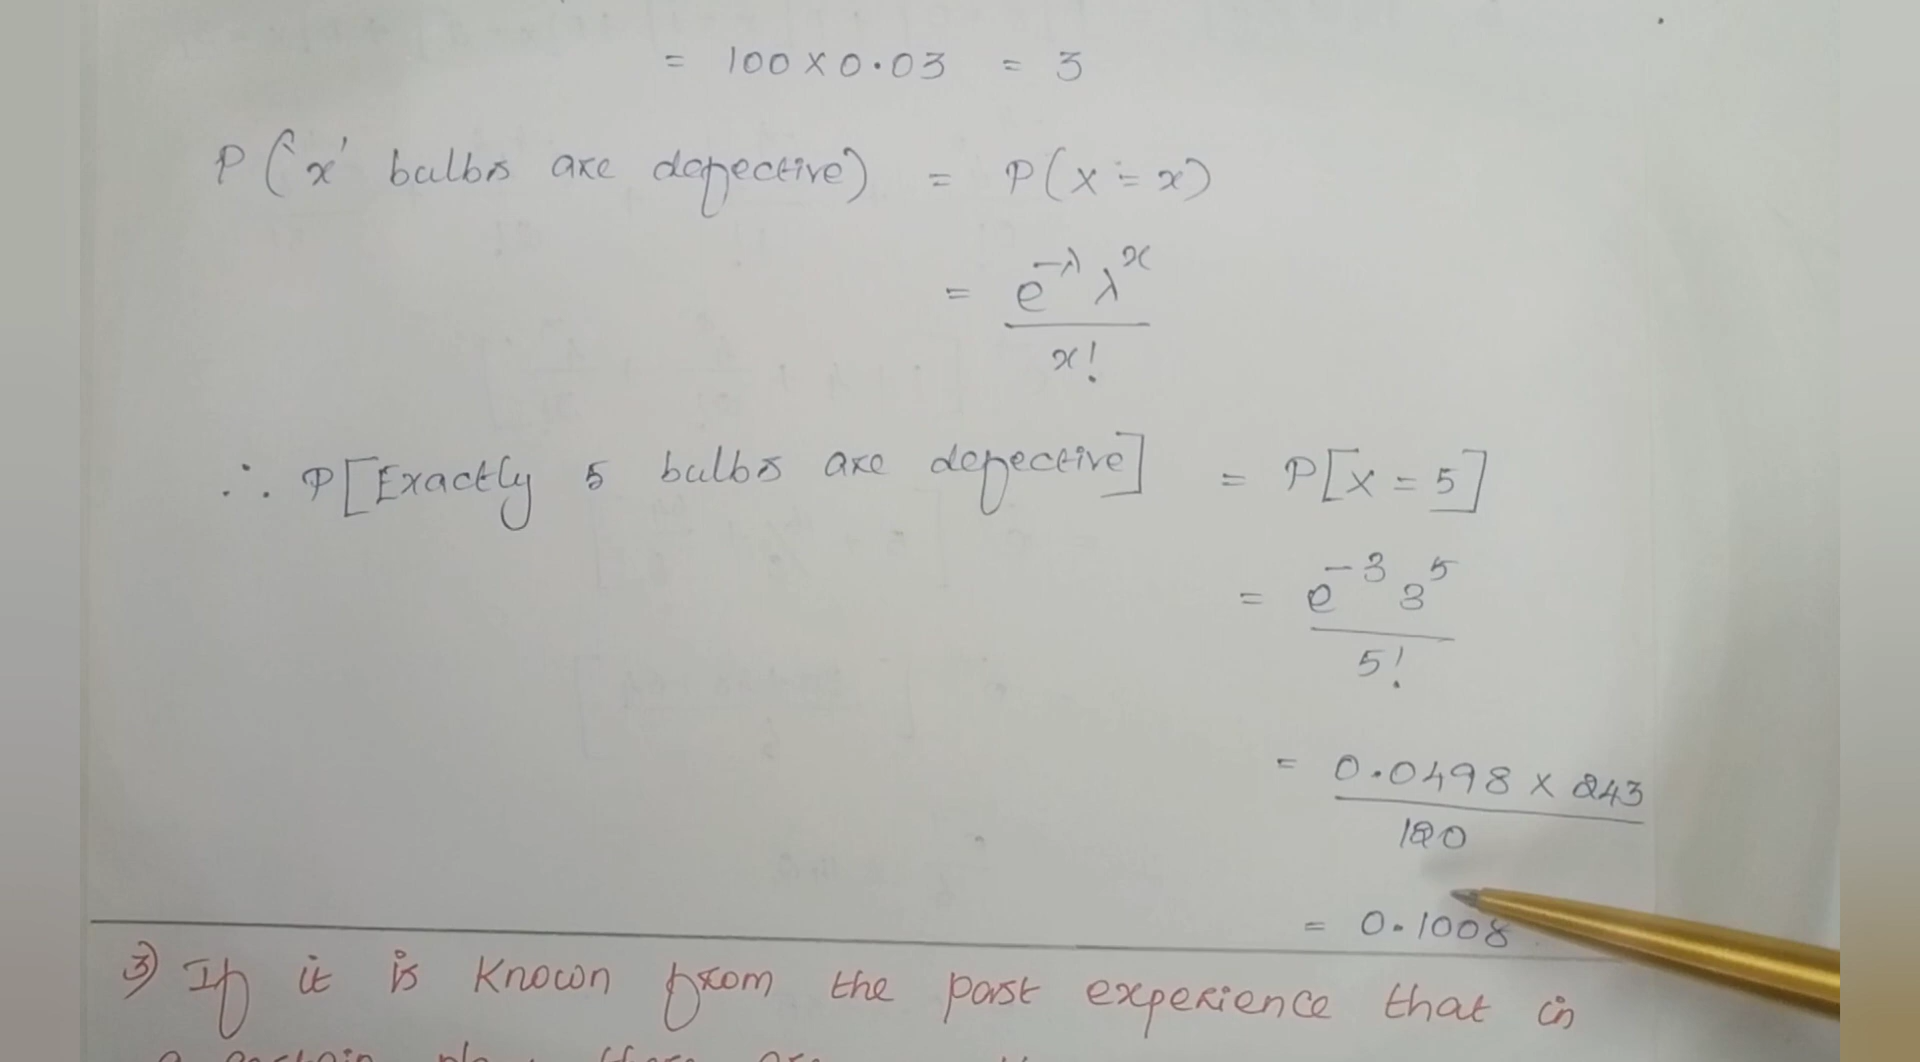 = 100 × 0.03 = 3
P('x' bulbs are defective) = P(X = x)
= e^-λ λ^x
x!
∴ P[Exactly 5 bulbs are defective] = P[X = 5]
= e^-3 3^5
5!
= 0.0498 × 243
120
= 0.1008
3) If it is known from the past experience that in